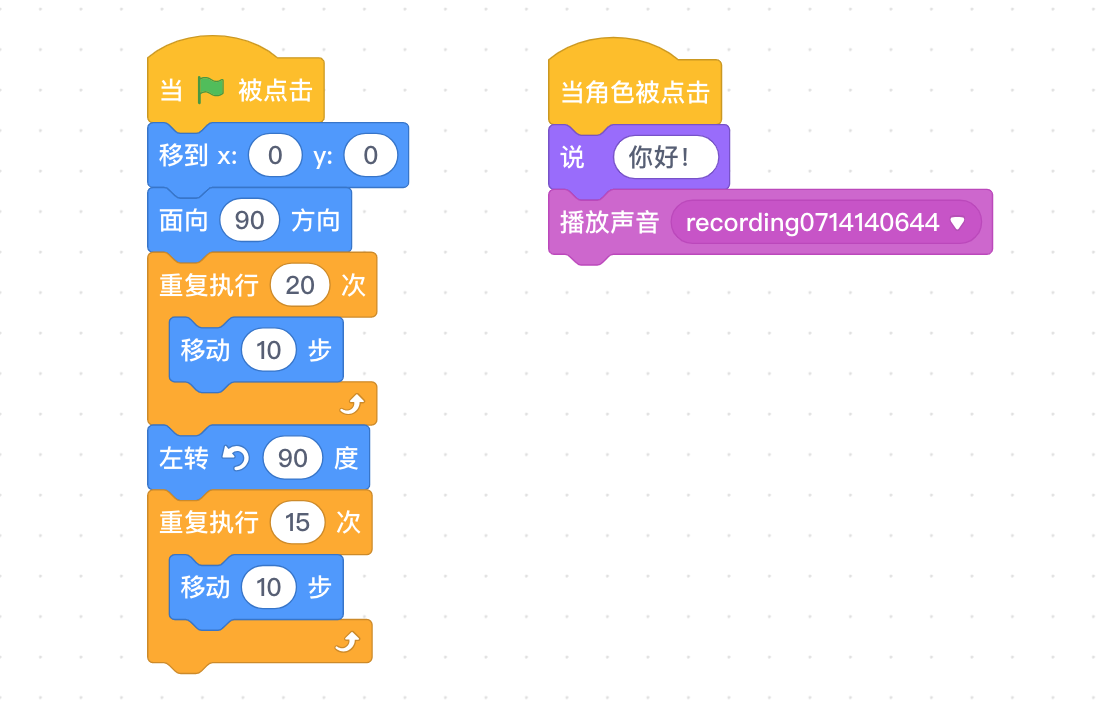 当 被点击
移到 x: 0 y: 0
面向 90 方向
重复执行 20 次
移动 10 步
左转 90 度
重复执行 15 次
移动 10 步
当角色被点击
说 你好！
播放声音 recording0714140644